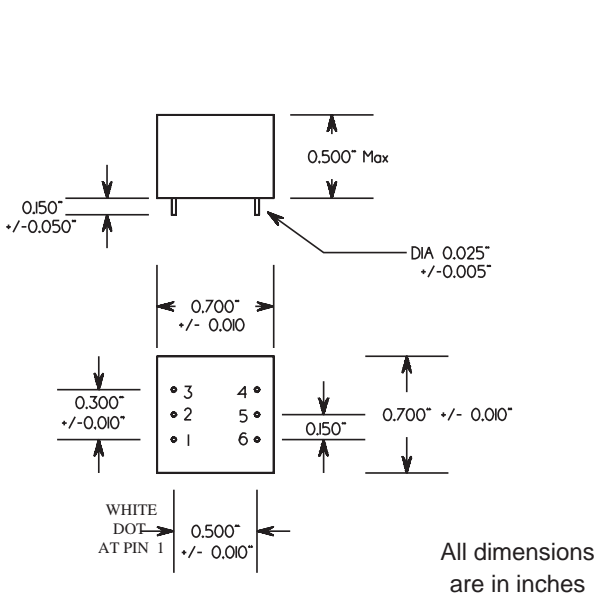 0.500" Max
0.150"
+/-0.050"
DIA 0.025"
+/-0.005"
0.700"
+/- 0.010
3 4
2 5
1 6
0.300"
+/-0.010"
0.150"
0.700" +/- 0.010"
WHITE
DOT
AT PIN 1
0.500"
+/- 0.010"
All dimensions
are in inches